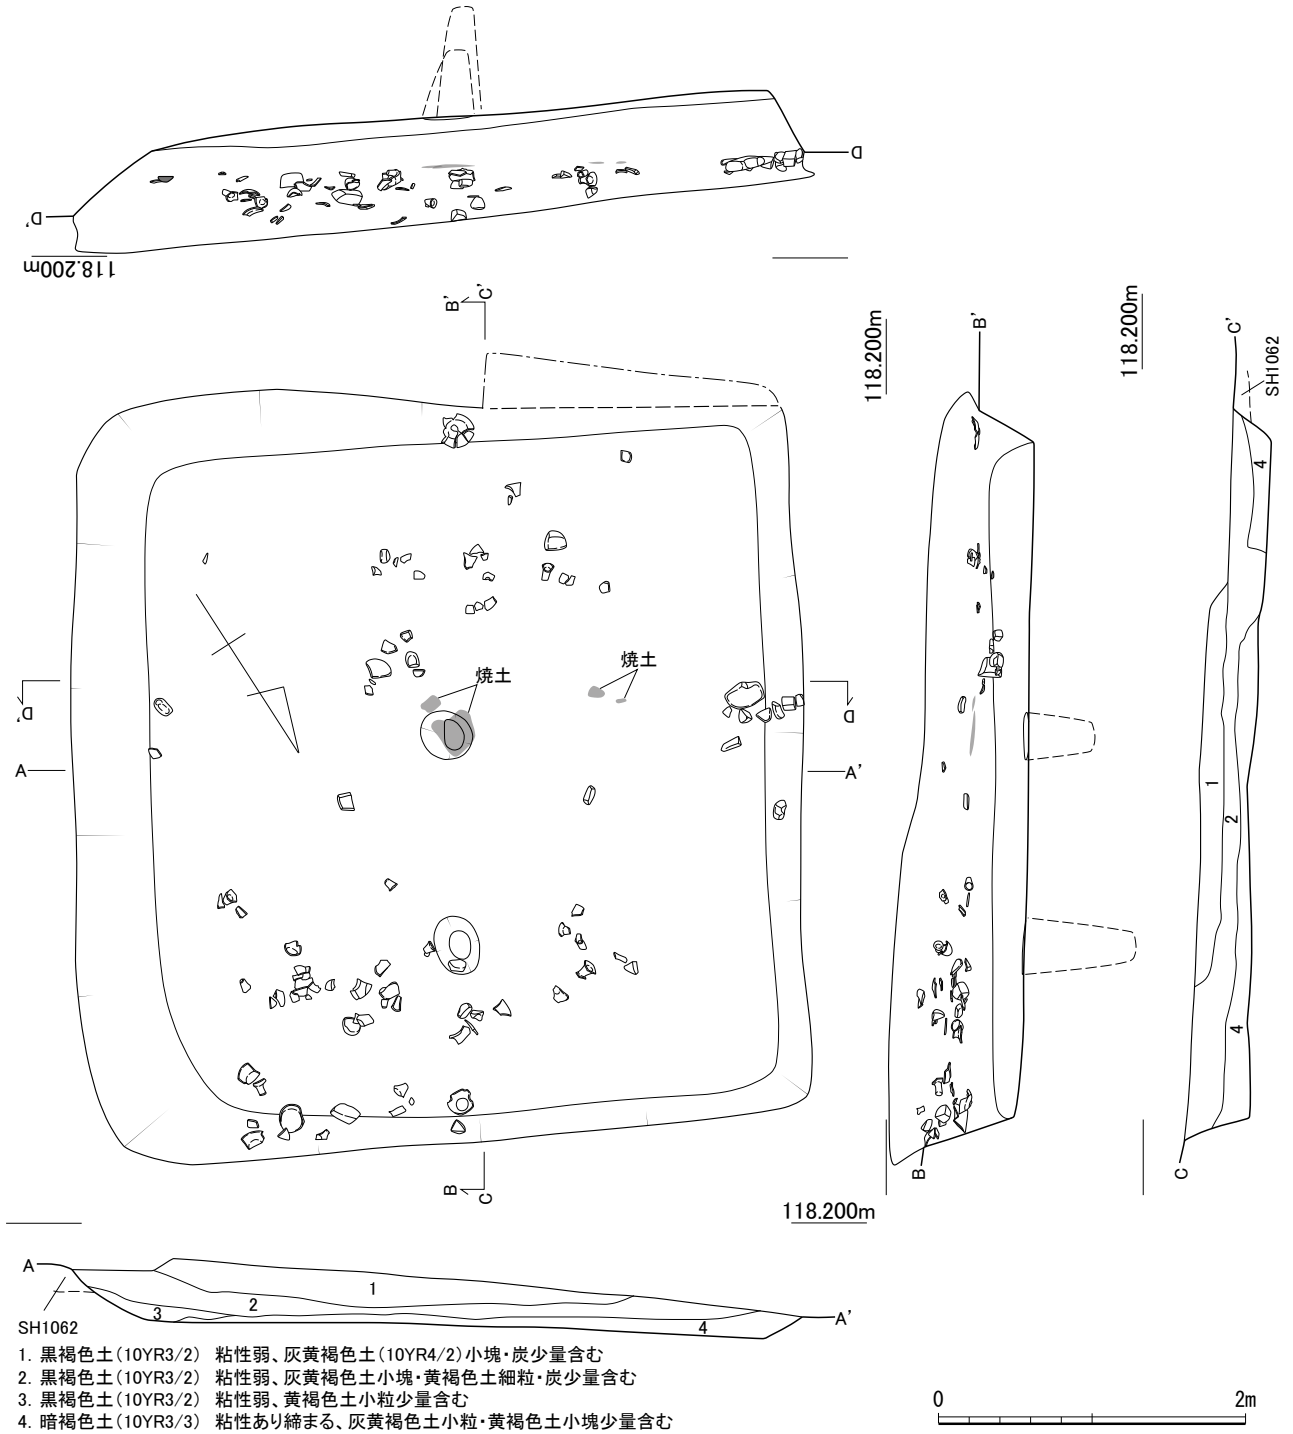 D
D'
118.200m
B'
C'
118.200m
B'
118.200m
C'
SH1062
4
焼土
焼土
D'
D
A
A'
1
2
4
B
C
B
C
118.200m
A
1
2
3
4
A'
SH1062
1. 黒褐色土(10YR3/2) 粘性弱、灰黄褐色土(10YR4/2)小塊・炭少量含む
2. 黒褐色土(10YR3/2) 粘性弱、灰黄褐色土小塊・黄褐色土細粒・炭少量含む
3. 黒褐色土(10YR3/2) 粘性弱、黄褐色土小粒少量含む
4. 暗褐色土(10YR3/3) 粘性あり締まる、灰黄褐色土小粒・黄褐色土小塊少量含む
0 2m